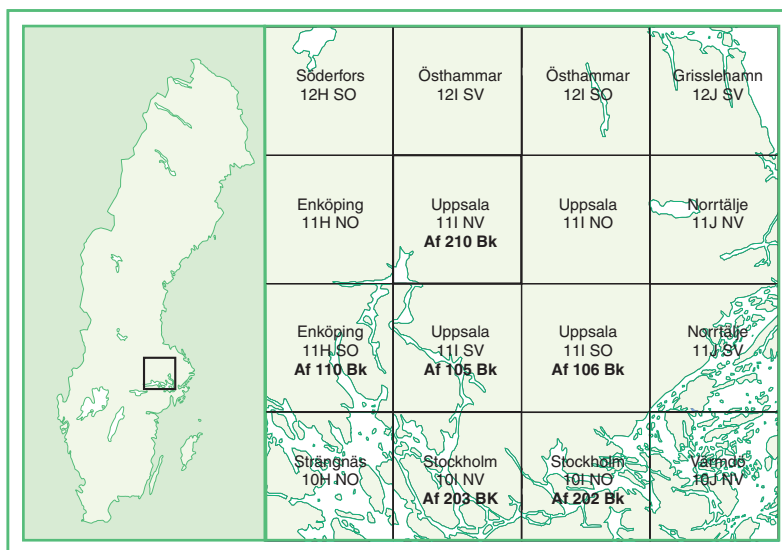 Söderfors
12H SO
Östhammar
12I SV
Östhammar
12I SO
Grisslehamn
12J SV
Enköping
11H NO
Uppsala
11I NV
Af 210 Bk
Uppsala
11I NO
Norrtälje
11J NV
Enköping
11H SO
Af 110 Bk
Uppsala
11I SV
Af 105 Bk
Uppsala
11I SO
Af 106 Bk
Norrtälje
11J SV
Strängnäs
10H NO
Stockholm
10I NV
Af 203 BK
Stockholm
10I NO
Af 202 Bk
Värmdö
10J NV